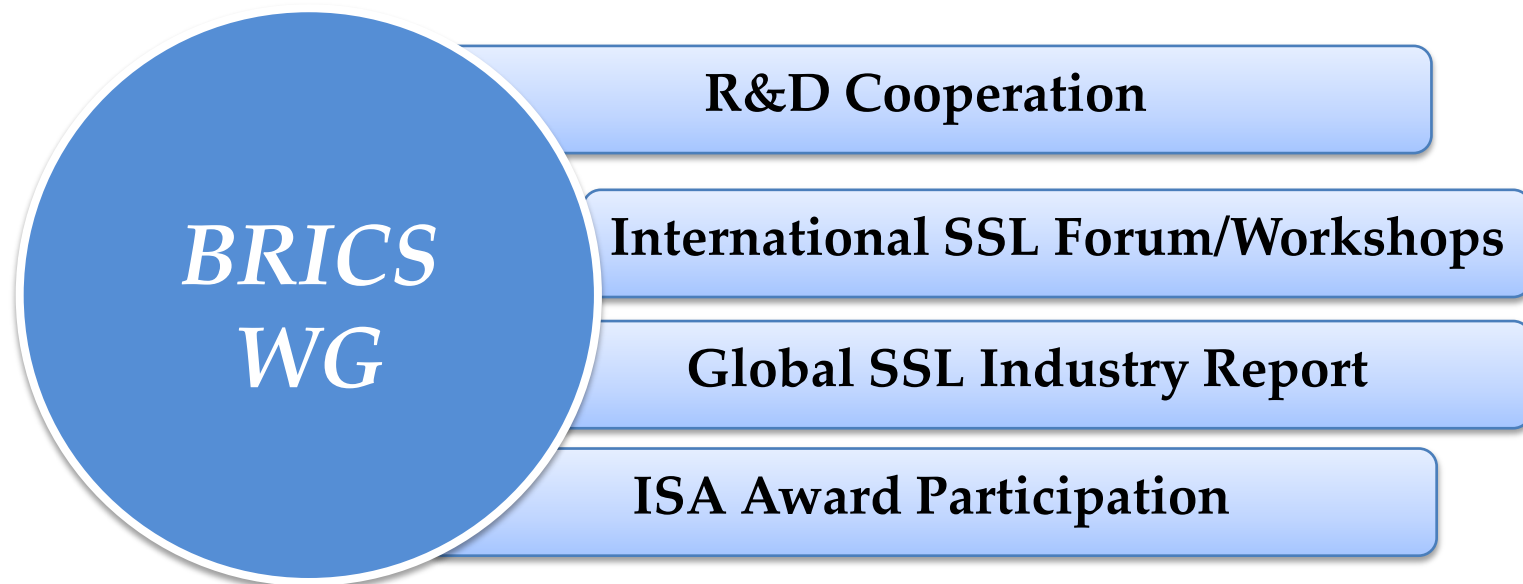 BRICS
WG
R&D Cooperation
International SSL Forum/Workshops
Global SSL Industry Report
ISA Award Participation